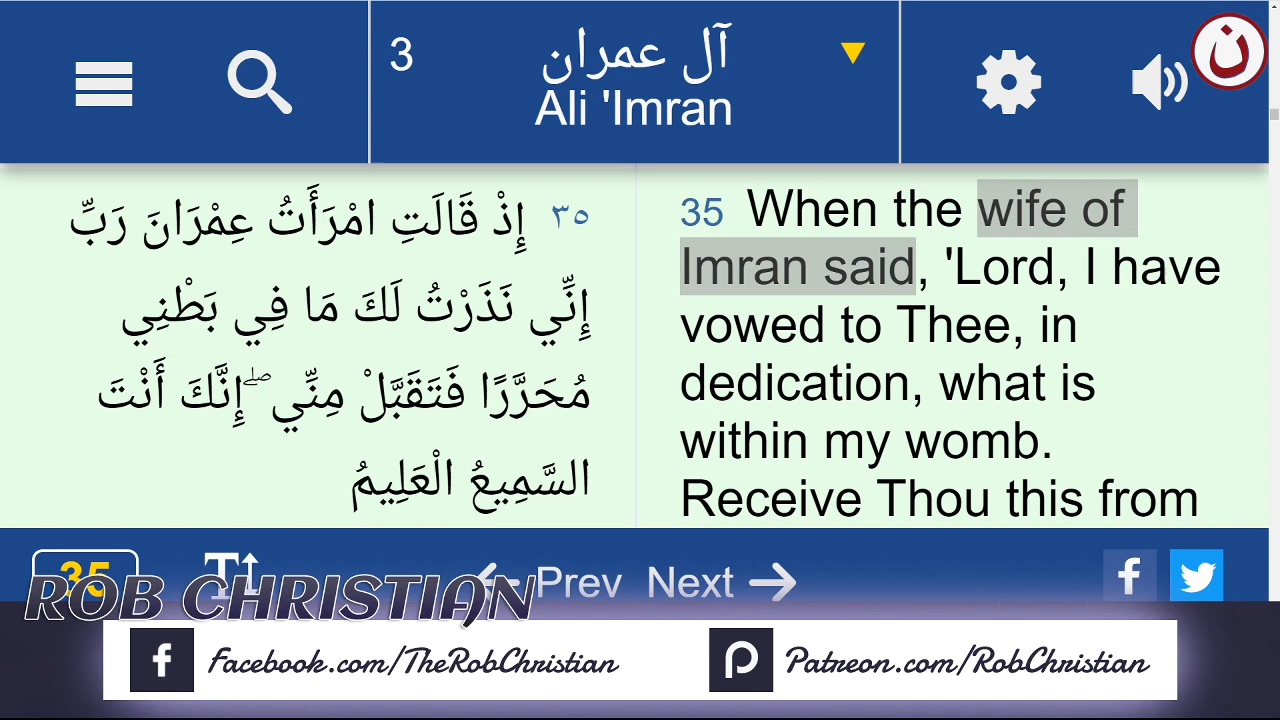 3
آل عمران
Ali 'Imran
ن
٣٥ إِذْ قَالَتِ امْرَأَتُ عِمْرَانَ رَبِّ
إِنِّي نَذَرْتُ لَكَ مَا فِي بَطْنِي
مُحَرَّرًا فَتَقَبَّلْ مِنِّي ۖ إِنَّكَ أَنْتَ
السَّمِيعُ الْعَلِيمُ
35 When the wife of
Imran said, 'Lord, I have
vowed to Thee, in
dedication, what is
within my womb.
Receive Thou this from
35
T
Prev Next
ROB CHRISTIAN
Facebook.com/TheRobChristian
Patreon.com/RobChristian